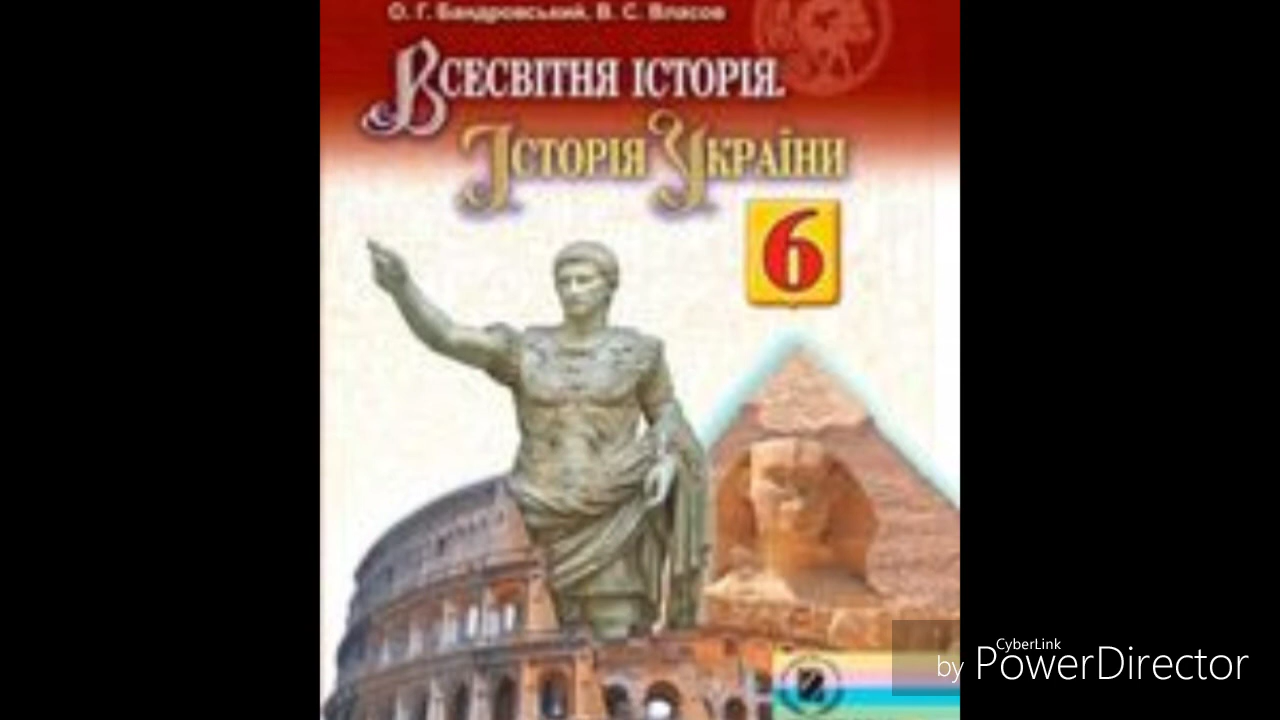 О. Г. Бандровський, В. С. Власов
ВСЕСВІТНЯ ІСТОРІЯ.
ІСТОРІЯ УКРАЇНИ
6
CyberLink
by PowerDirector